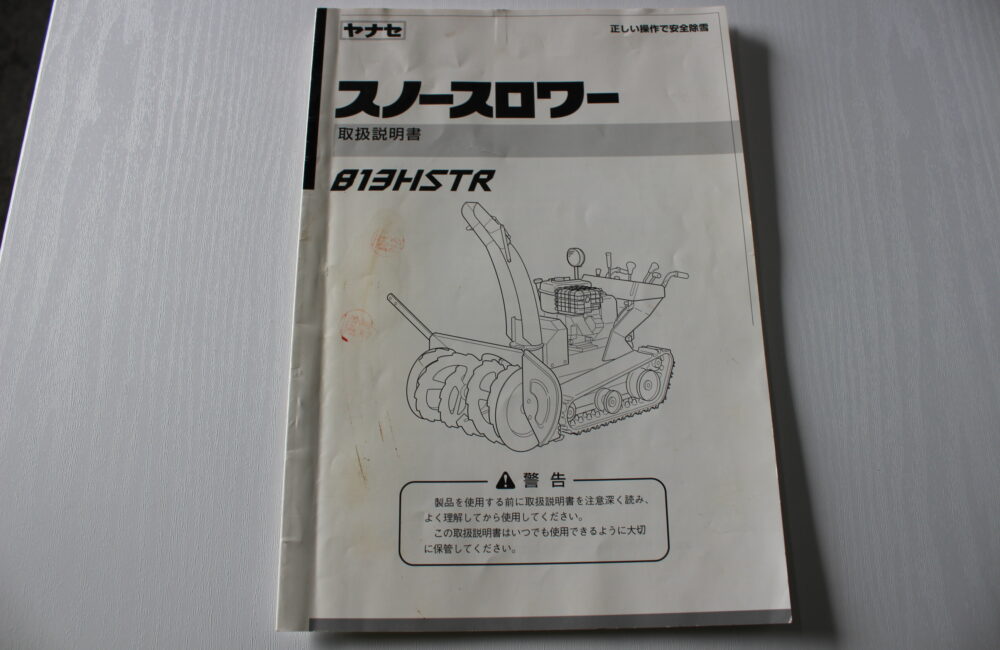 ヤナセ
正しい操作で安全除雪
スノースロワー
取扱説明書
813HSTR
警告
製品を使用する前に取扱説明書を注意深く読み、
よく理解してから使用してください。
この取扱説明書はいつでも使用できるように大切
に保管してください。